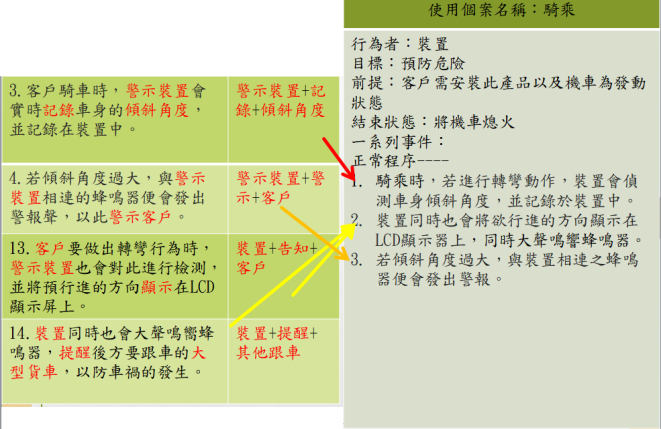 3.客戶騎車時，警示裝置會
實時記錄車身的傾斜角度，
並記錄在裝置中。
警示裝置+記
錄+傾斜角度
4.若傾斜角度過大，與警示
裝置相連的蜂鳴器便會發出
警報聲，以此警示客戶。
警示裝置+警
示+客戶
13.客戶要做出轉彎行為時，
警示裝置也會對此進行檢測，
並將預行進的方向顯示在LCD
顯示屏上。
裝置+告知+
客戶
14.裝置同時也會大聲鳴嚮蜂
鳴器，提醒後方要跟車的大
型貨車，以防車禍的發生。
裝置+提醒+
其他跟車
使用個案名稱：騎乘
行為者：裝置
目標：預防危險
前提：客戶需安裝此產品以及機車為發動
狀態
結束狀態：將機車熄火
一系列事件：
正常程序----
1. 騎乘時，若進行轉彎動作，裝置會偵
測車身傾斜角度，並記錄於裝置中。
2. 裝置同時也會將欲行進的方向顯示在
LCD顯示器上，同時大聲鳴嚮蜂鳴器。
3. 若傾斜角度過大，與裝置相連之蜂鳴
器便會發出警報。